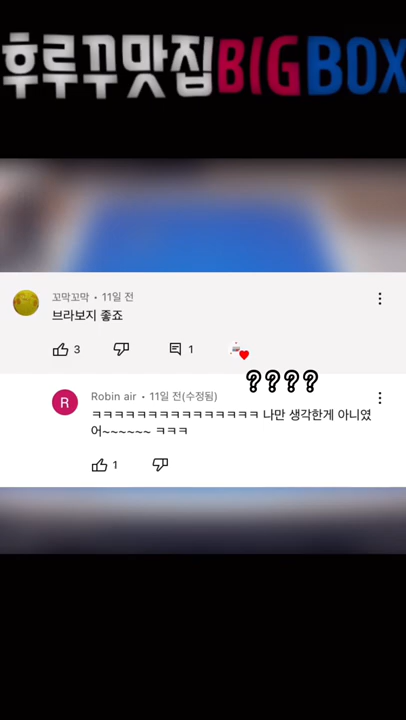 후루꾸맛집BIGBOX
꼬막꼬막 • 11일 전
브라보지 좋죠
3
1
????
R
Robin air • 11일 전(수정됨)
ㅋㅋㅋㅋㅋㅋㅋㅋㅋㅋㅋㅋㅋㅋㅋ 나만 생각한게 아니였
어~~~~~~ ㅋㅋㅋ
1